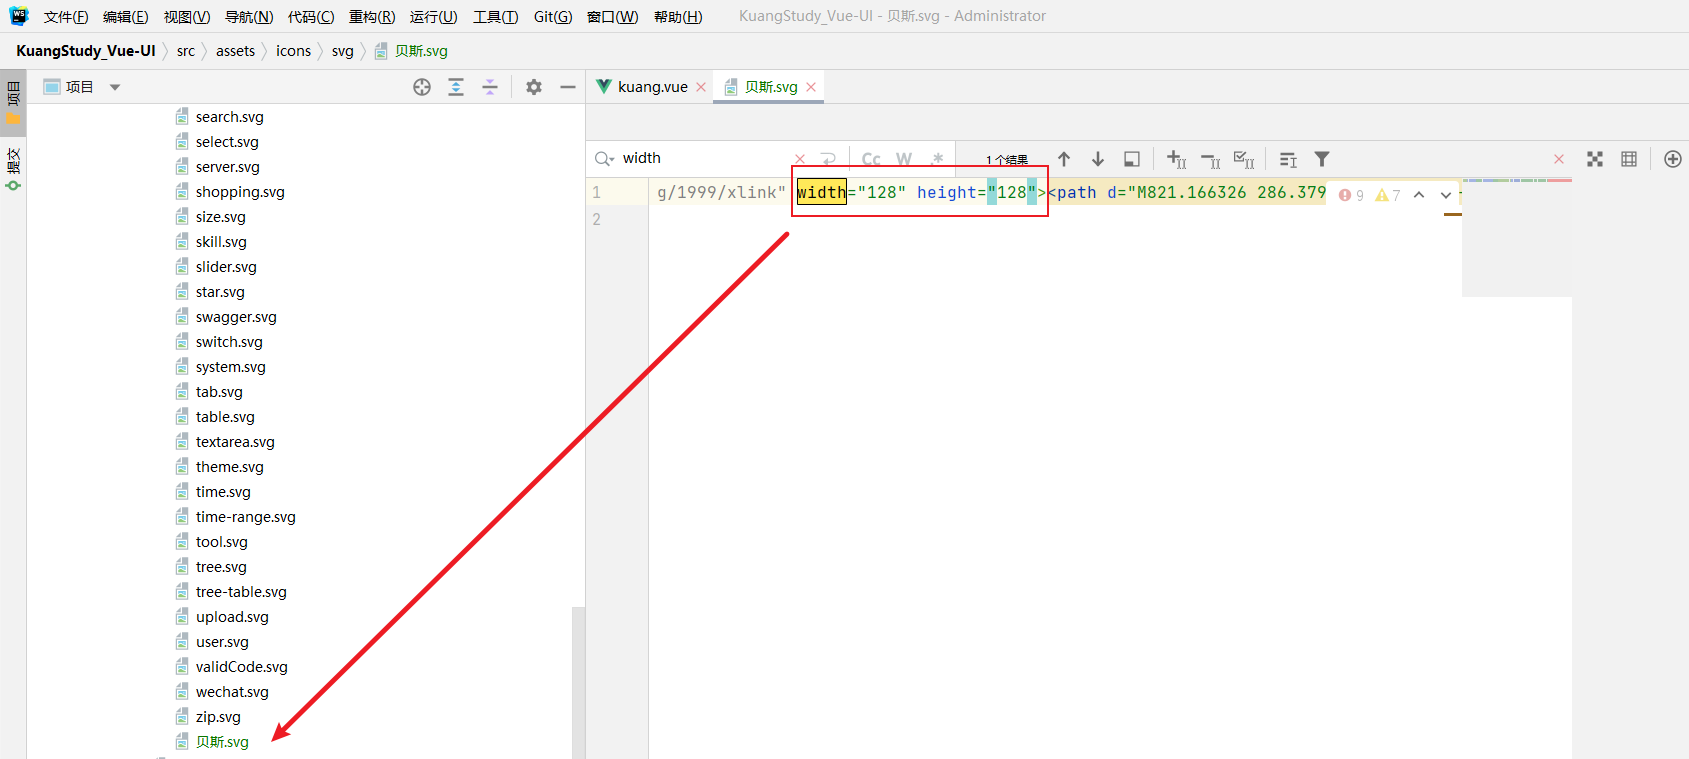 WS 文件(F) 编辑(E) 视图(V) 导航(N) 代码(C) 重构(R) 运行(U) 工具(T) Git(G) 窗口(W) 帮助(H) KuangStudy_Vue-UI - 贝斯.svg - Administrator
KuangStudy_Vue-UI src assets icons svg 贝斯.svg
项目
提交
项目
kuang.vue
贝斯.svg
width
Cc W .*
1 个结果
1 g/1999/xlink" width="128" height="128"><path d="M821.166326 286.379
9 7
2
search.svg
select.svg
server.svg
shopping.svg
size.svg
skill.svg
slider.svg
star.svg
swagger.svg
switch.svg
system.svg
tab.svg
table.svg
textarea.svg
theme.svg
time.svg
time-range.svg
tool.svg
tree.svg
tree-table.svg
upload.svg
user.svg
validCode.svg
wechat.svg
zip.svg
贝斯.svg